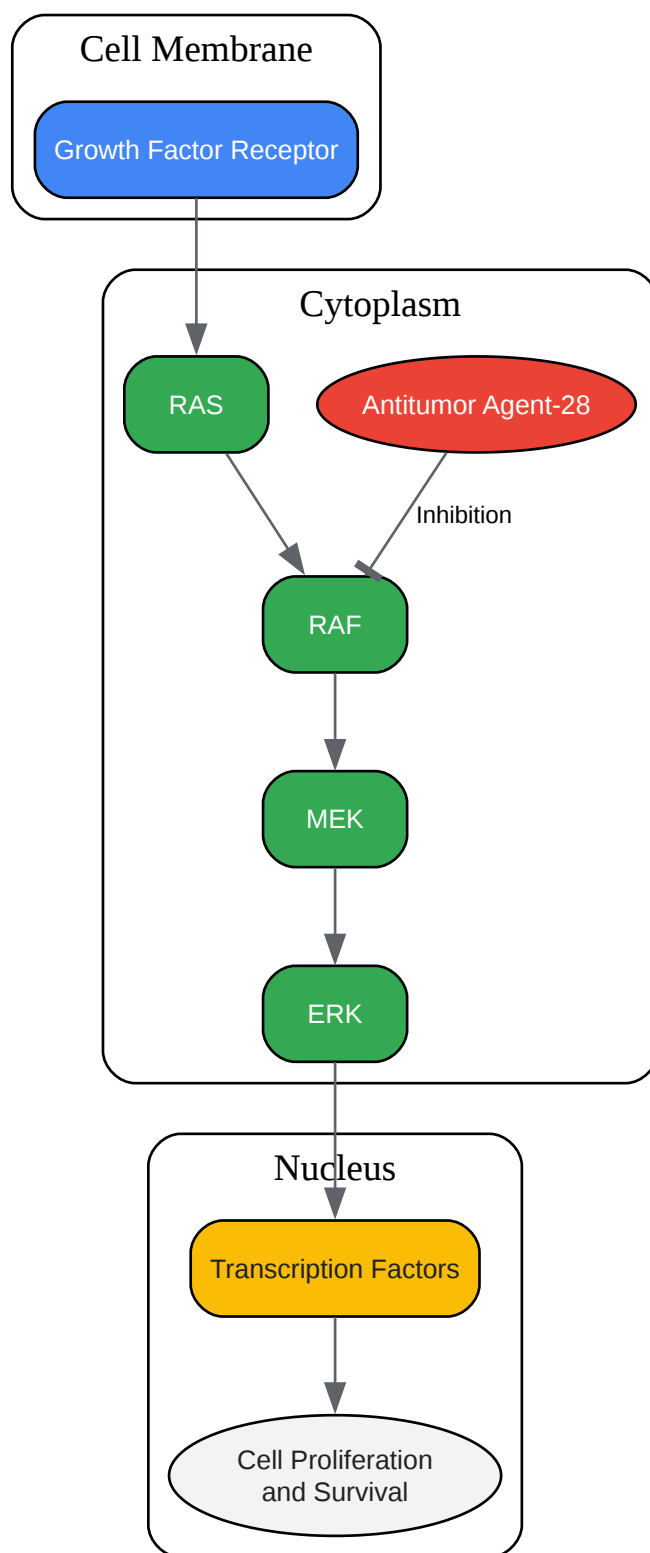 Cell Membrane
Growth Factor Receptor
Cytoplasm
RAS
Antitumor Agent-28
Inhibition
RAF
MEK
ERK
Nucleus
Transcription Factors
Cell Proliferation
and Survival